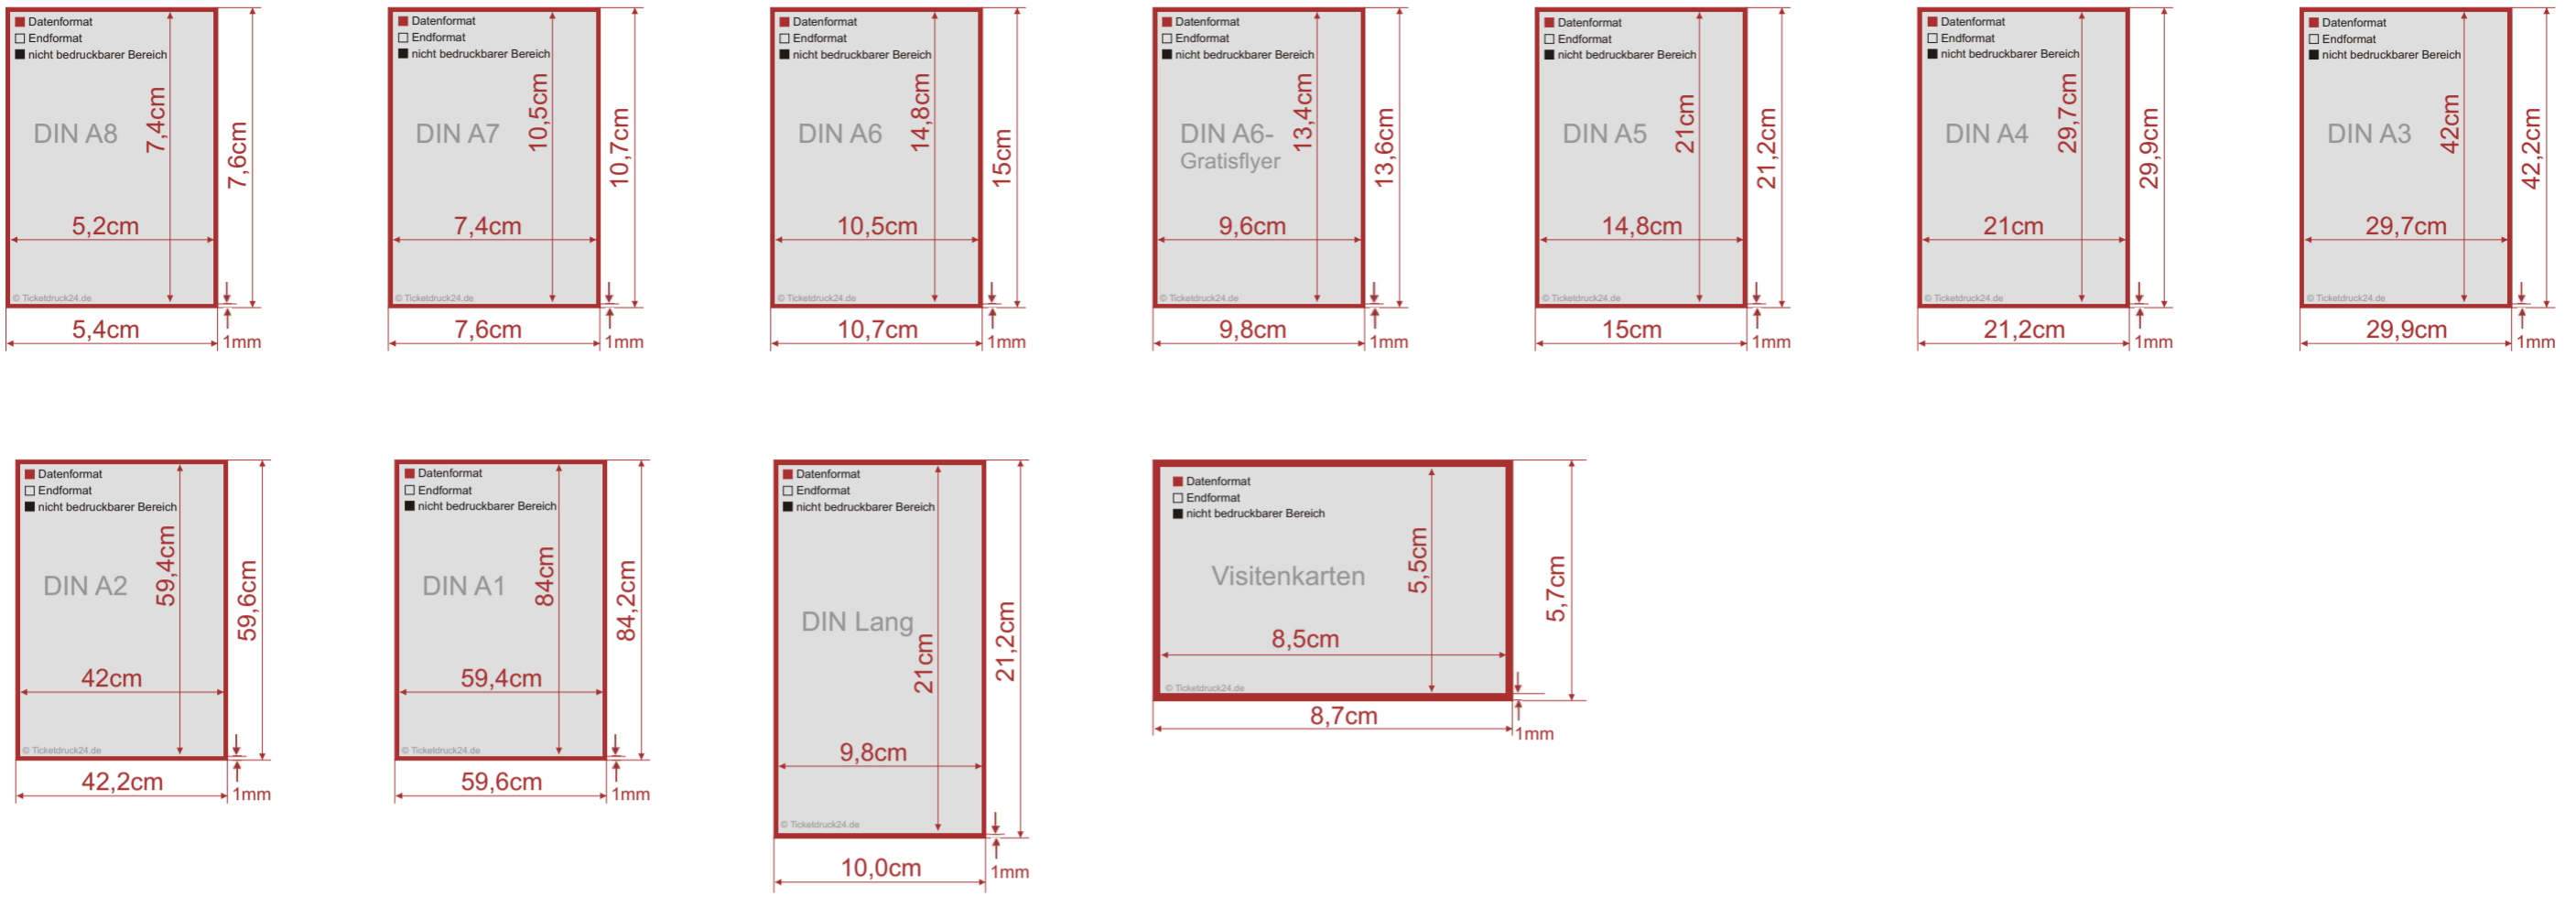 Datenformat
Endformat
nicht bedruckbarer Bereich
DIN A8
7,4cm
7,6cm
5,2cm
© Ticketdruck24.de
5,4cm
1mm
Datenformat
Endformat
nicht bedruckbarer Bereich
DIN A7
10,5cm
10,7cm
7,4cm
© Ticketdruck24.de
7,6cm
1mm
Datenformat
Endformat
nicht bedruckbarer Bereich
DIN A6
14,8cm
15cm
10,5cm
© Ticketdruck24.de
10,7cm
1mm
Datenformat
Endformat
nicht bedruckbarer Bereich
DIN A6-
Gratisflyer
13,4cm
13,6cm
9,6cm
© Ticketdruck24.de
9,8cm
1mm
Datenformat
Endformat
nicht bedruckbarer Bereich
DIN A5
21cm
21,2cm
14,8cm
© Ticketdruck24.de
15cm
1mm
Datenformat
Endformat
nicht bedruckbarer Bereich
DIN A4
29,7cm
29,9cm
21cm
© Ticketdruck24.de
21,2cm
1mm
Datenformat
Endformat
nicht bedruckbarer Bereich
DIN A3
42cm
42,2cm
29,7cm
© Ticketdruck24.de
29,9cm
1mm
Datenformat
Endformat
nicht bedruckbarer Bereich
DIN A2
59,4cm
59,6cm
42cm
© Ticketdruck24.de
42,2cm
1mm
Datenformat
Endformat
nicht bedruckbarer Bereich
DIN A1
84cm
84,2cm
59,4cm
© Ticketdruck24.de
59,6cm
1mm
Datenformat
Endformat
nicht bedruckbarer Bereich
DIN Lang
21cm
21,2cm
9,8cm
© Ticketdruck24.de
10,0cm
1mm
Datenformat
Endformat
nicht bedruckbarer Bereich
Visitenkarten
5,5cm
5,7cm
8,5cm
© Ticketdruck24.de
8,7cm
1mm